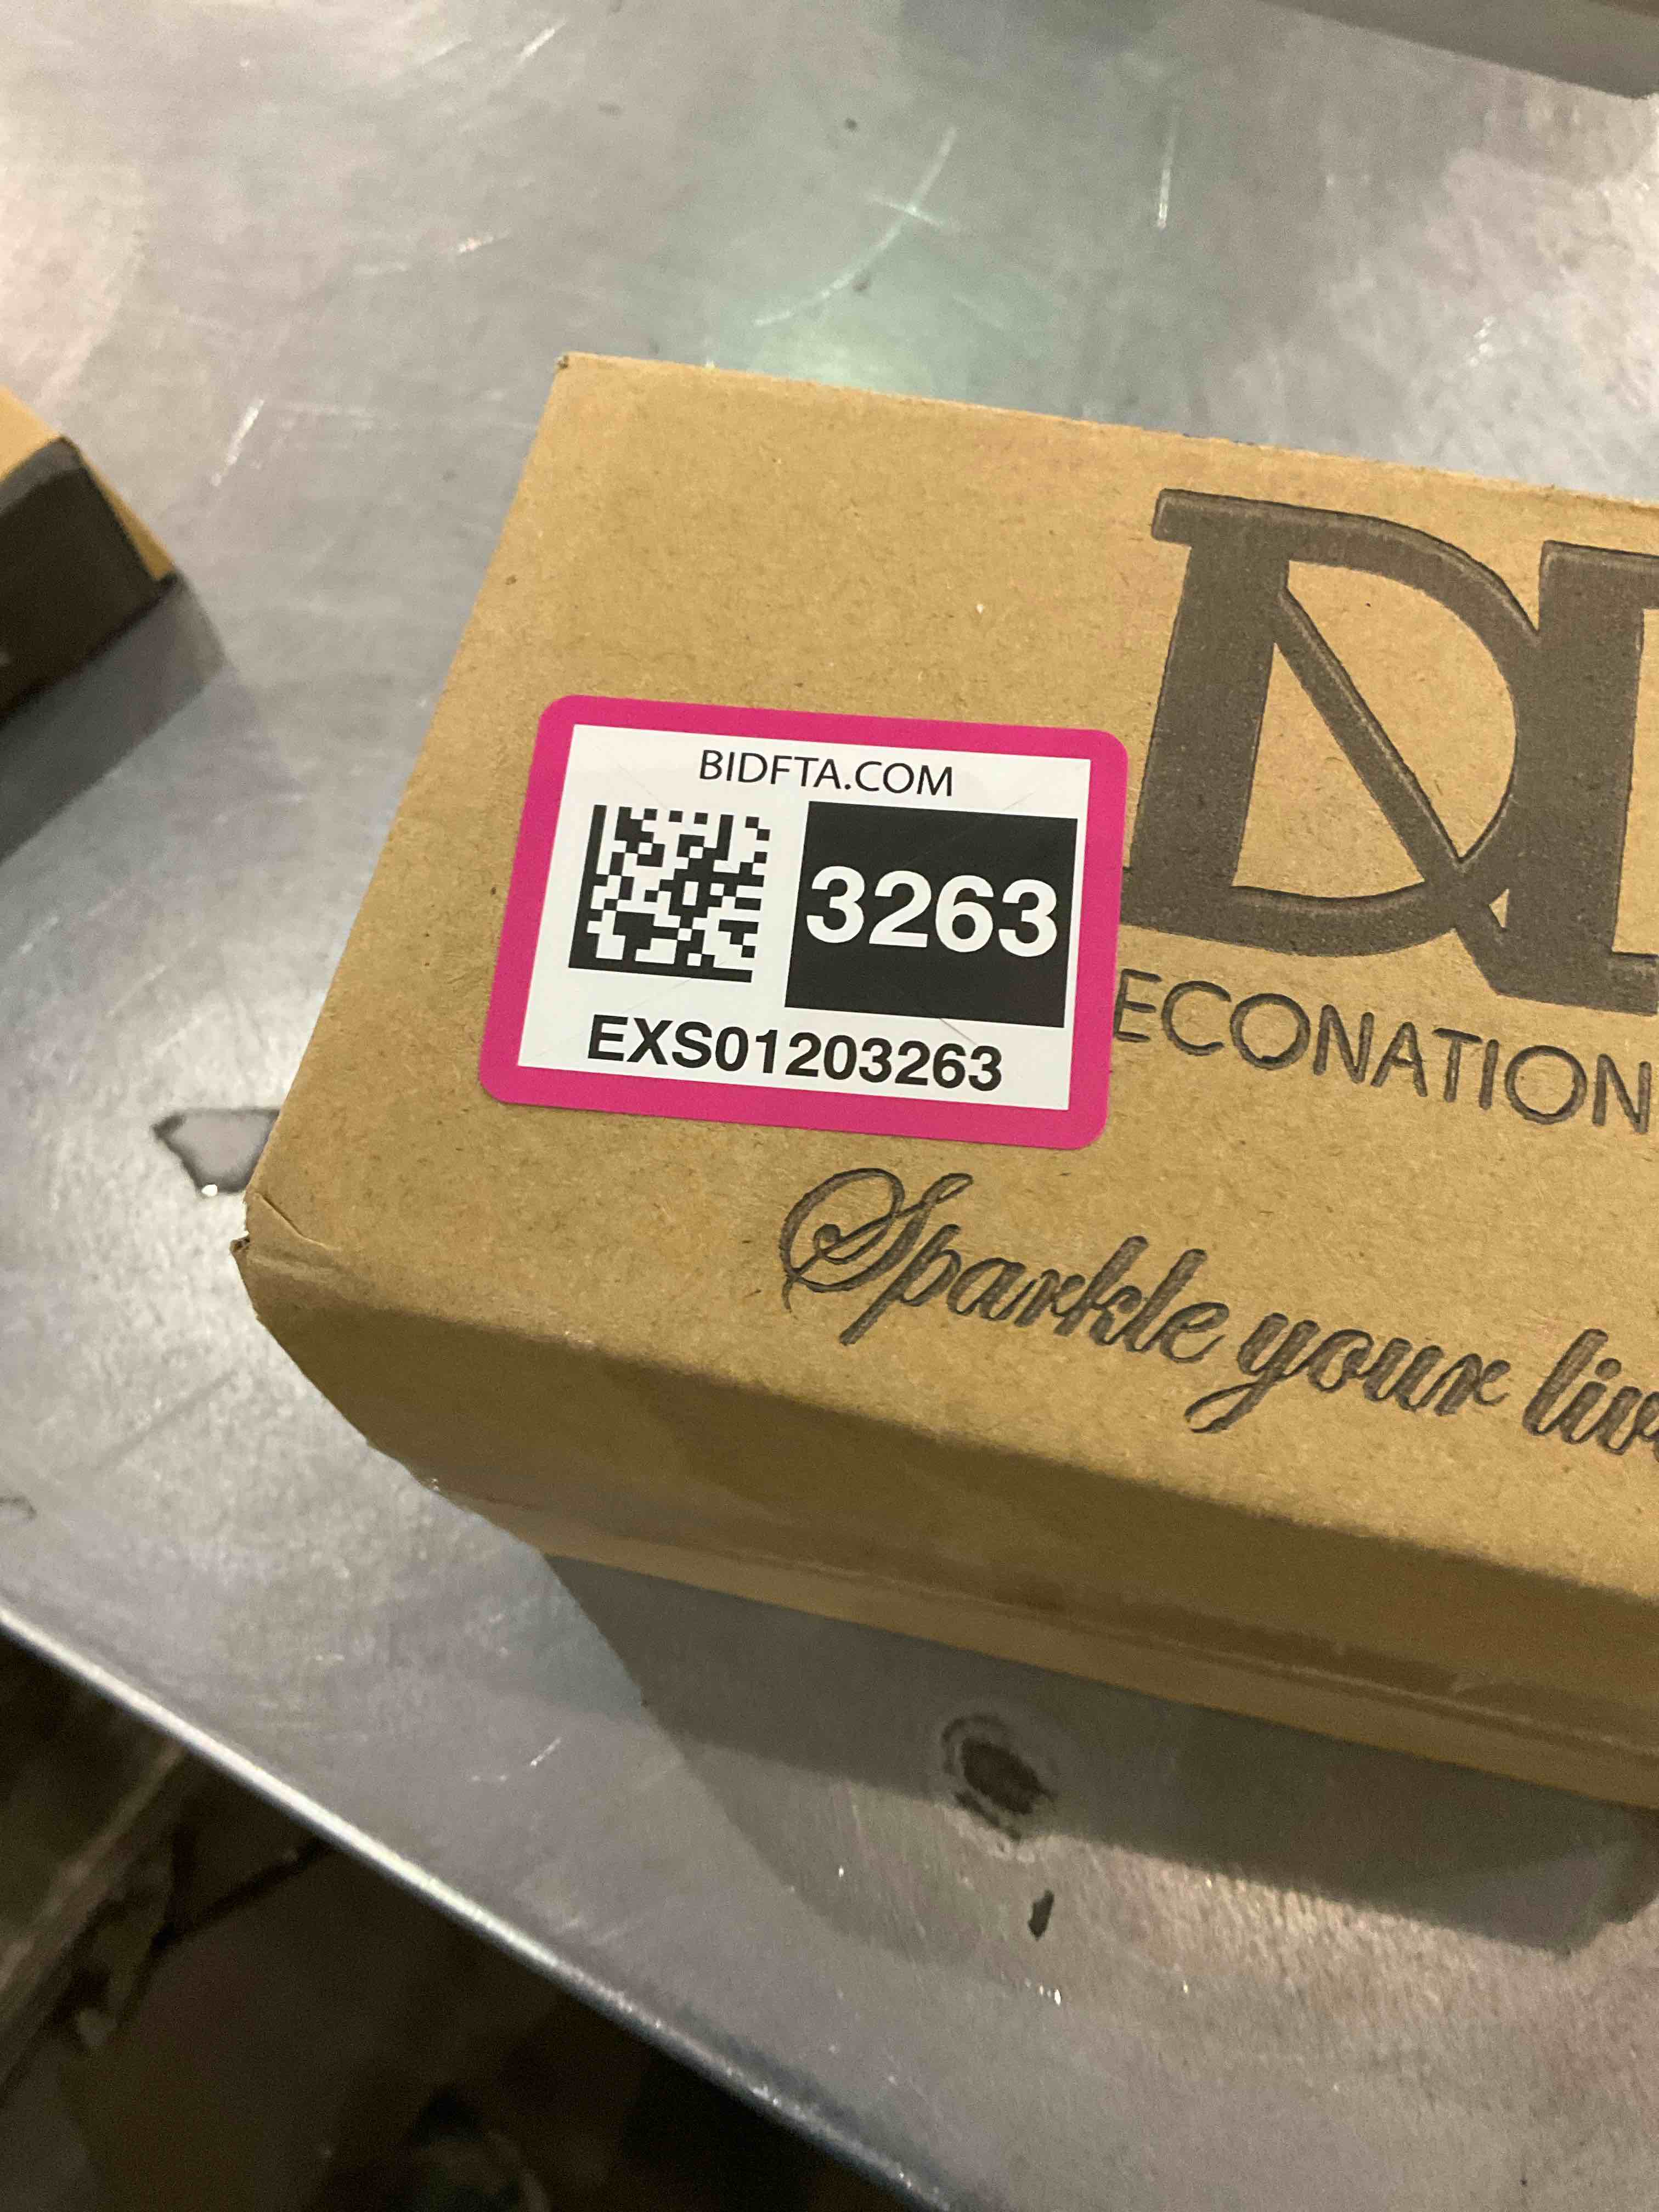 BIDFTA.COM
3263
EXS01203263
ECONATION
Sparkle your